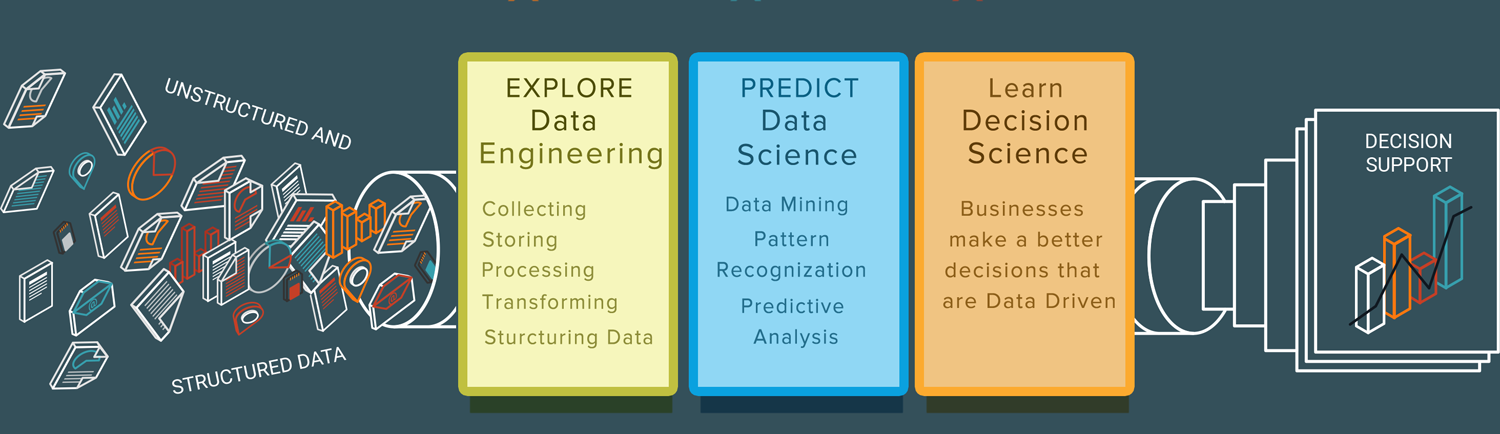 UNSTRUCTURED AND
STRUCTURED DATA
EXPLORE
Data
Engineering
Collecting
Storing
Processing
Transforming
Sturcturing Data
PREDICT
Data
Science
Data Mining
Pattern
Recognization
Predictive
Analysis
Learn
Decision
Science
Businesses
make a better
decisions that
are Data Driven
DECISION
SUPPORT